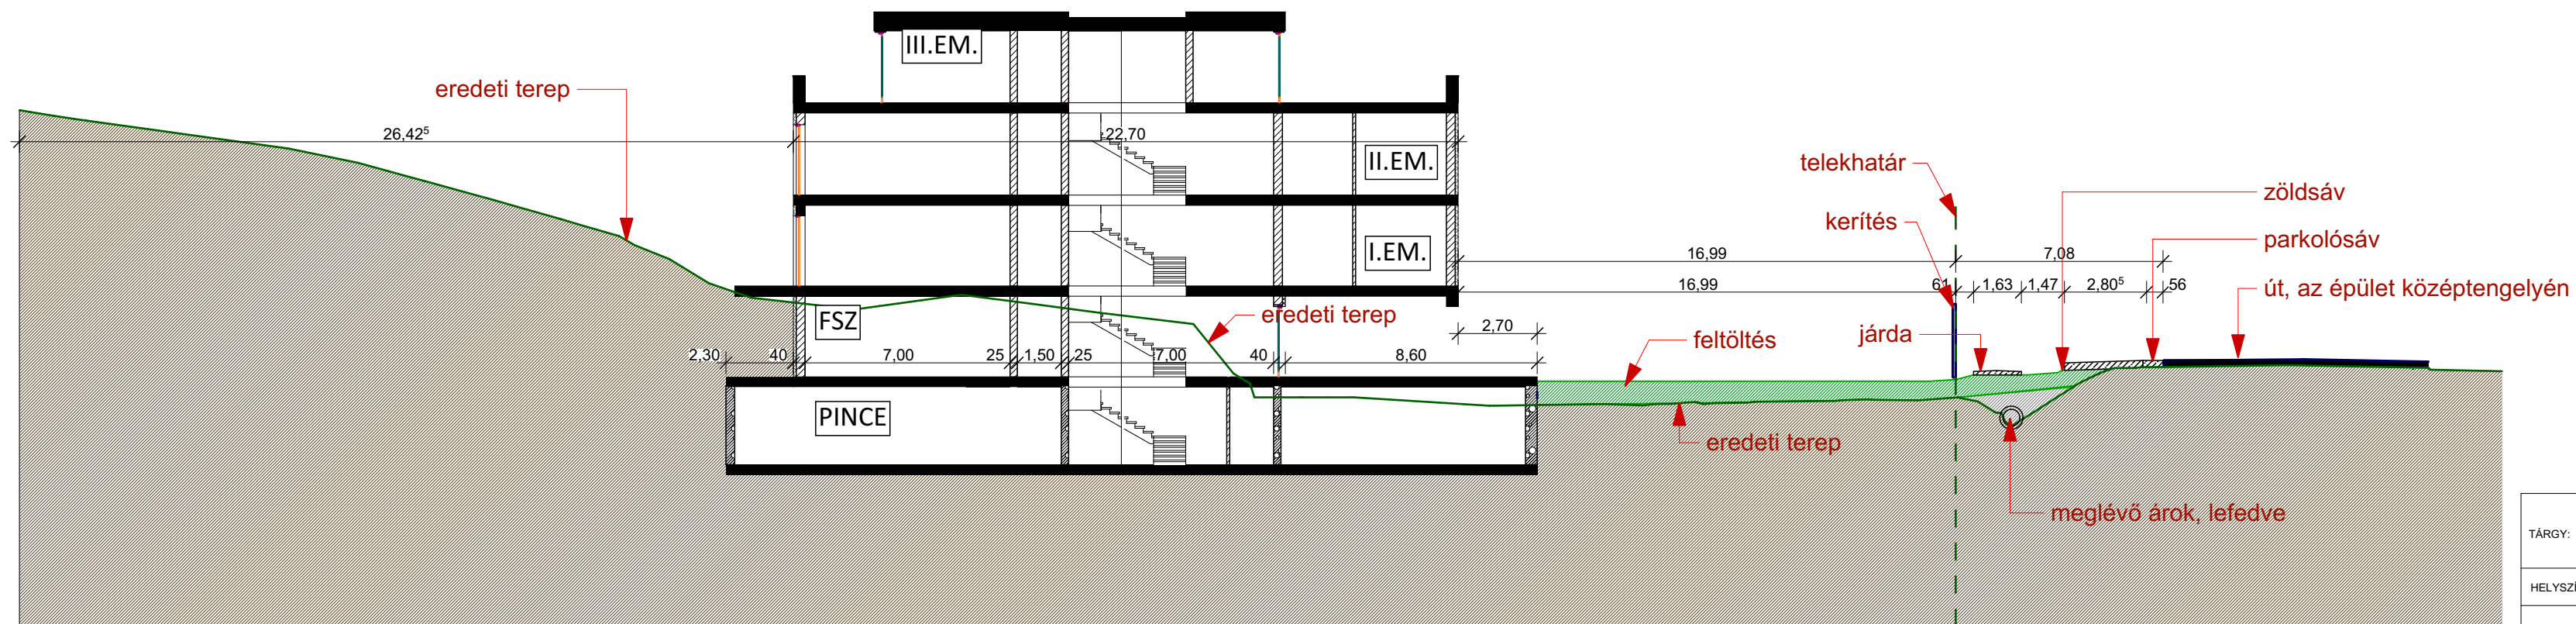 III.EM.
eredeti terep
26,42⁵
22,70
II.EM.
telekhatár
zöldsáv
kerítés
parkolósáv
I.EM.
16,99
7,08
16,99
61
1,63
1,47
2,80⁵
56
út, az épület középtengelyén
FSZ
eredeti terep
2,70
feltöltés
járda
2,30
40
7,00
25
1,50
25
7,00
40
8,60
PINCE
eredeti terep
meglévő árok, lefedve
TÁRGY: